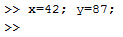 >> x=42; y=87;
>>